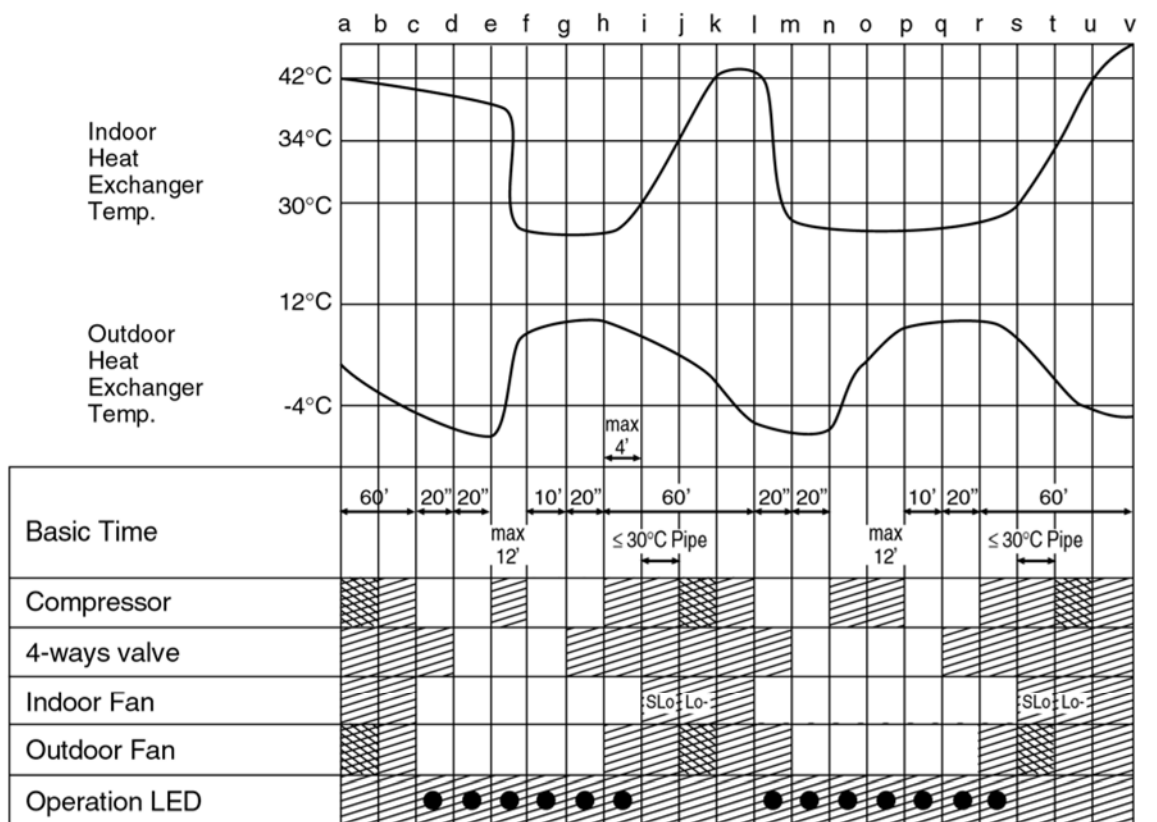 a b c d e f g h i j k l m n o p q r s t u v
42°C
Indoor
Heat
Exchanger
Temp.
34°C
30°C
12°C
Outdoor
Heat
Exchanger
Temp.
-4°C
max
4’
Basic Time
60’ 20” 20” 10’ 20” 60’ 20” 20” 10’ 20” 60’
max
12’
≤ 30°C Pipe
max
12’
≤ 30°C Pipe
Compressor
4-ways valve
Indoor Fan
SLo Lo- SLo Lo-
Outdoor Fan
Operation LED